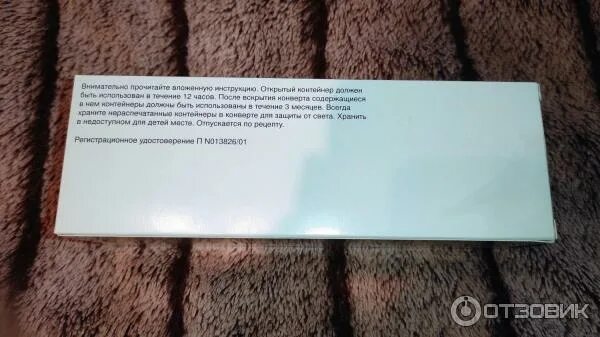 Внимательно прочитайте вложенную инструкцию. Открытый контейнер должен
быть использован в течение 12 часов. После вскрытия конверта содержащиеся
в нем контейнеры должны быть использованы в течение 3 месяцев. Всегда
храните нераспечатанные контейнеры в конверте для защиты от света. Хранить
в недоступном для детей месте. Отпускается по рецепту.
Регистрационное удостоверение П N013826/01
ОТЗОВИК